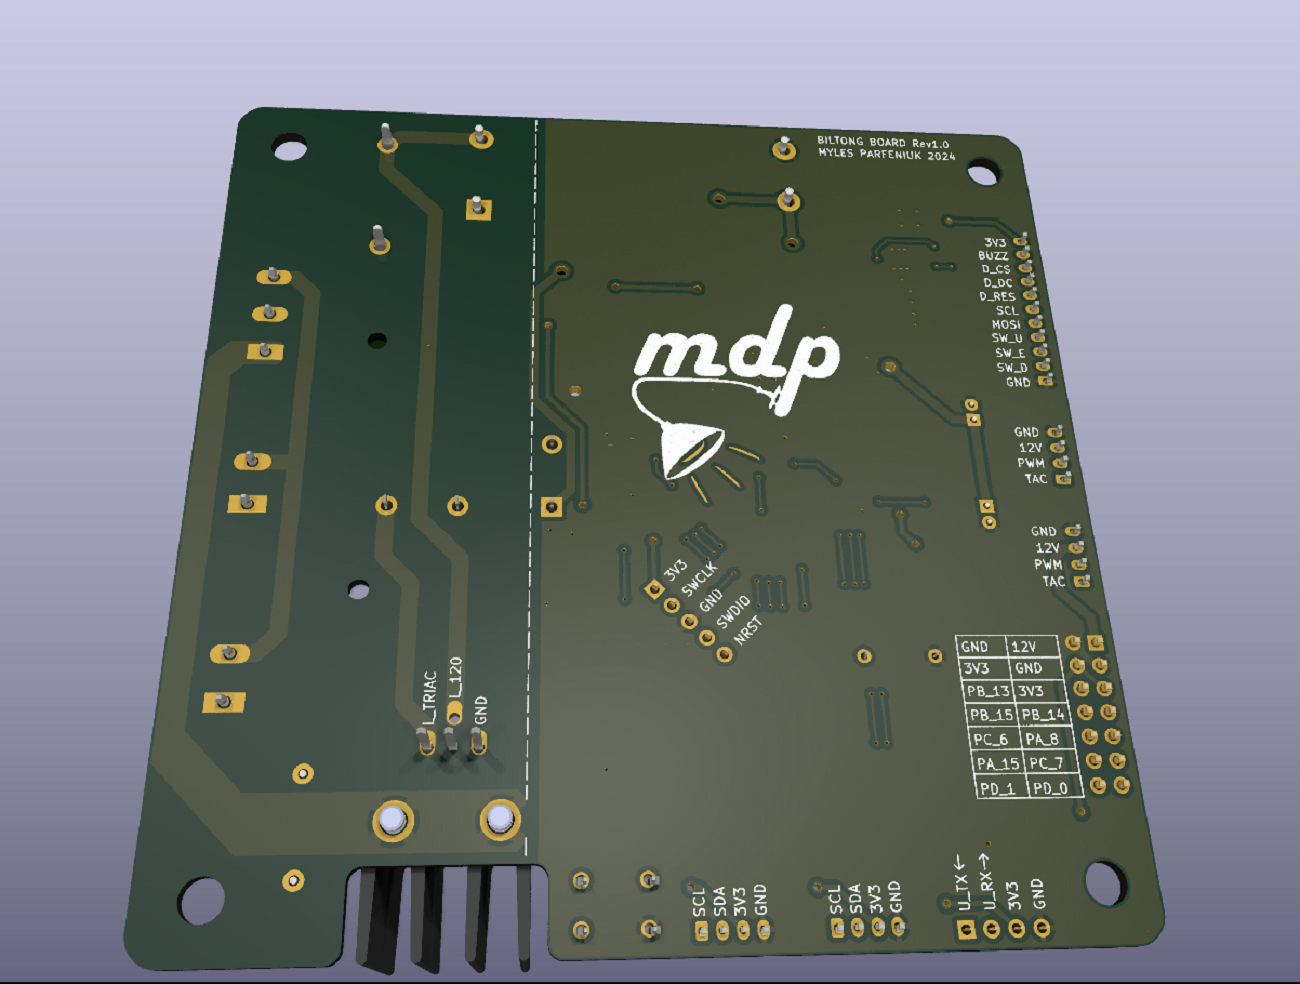 BILTONG BOARD Rev1.0
MYLES PARFENIUK 2024
3V3
BUZZ
D_CS
D_DC
D_RES
SCL
MOSI
SW_U
SW_E
SW_D
GND
mdp
GND
12V
PWM
TAC
GND
12V
PWM
TAC
3V3
SWCLK
GND
SWDIO
NRST
L_TRIAC
L_120
GND
GND 12V
3V3 GND
PB_13 3V3
PB_15 PB_14
PC_6 PA_8
PA_15 PC_7
PD_1 PD_0
SCL
SDA
3V3
GND
SCL
SDA
3V3
GND
U_TX←
U_RX→
3V3
GND